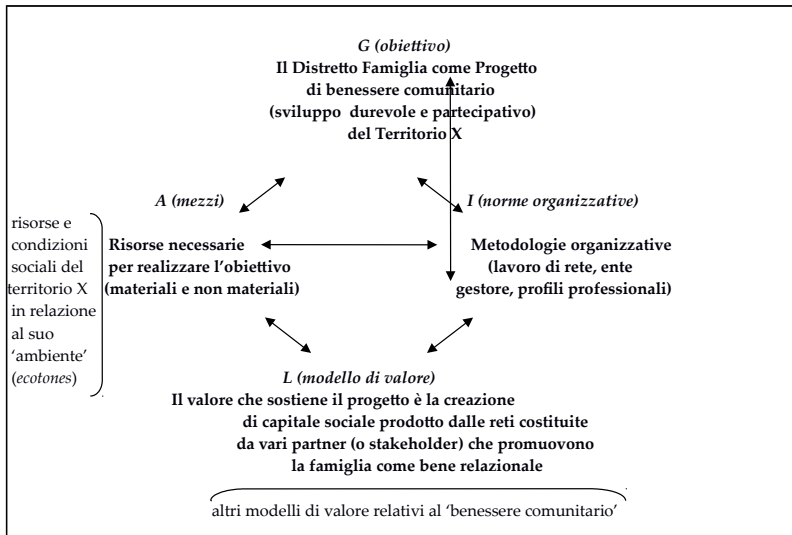 G (obiettivo)
Il Distretto Famiglia come Progetto
di benessere comunitario
(sviluppo durevole e partecipativo)
del Territorio X
A (mezzi)
I (norme organizzative)
risorse e
condizioni
sociali del
territorio X
in relazione
al suo
‘ambiente’
(ecotones)
Risorse necessarie
per realizzare l’obiettivo
(materiali e non materiali)
Metodologie organizzative
(lavoro di rete, ente
gestore, profili professionali)
L (modello di valore)
Il valore che sostiene il progetto è la creazione
di capitale sociale prodotto dalle reti costituite
da vari partner (o stakeholder) che promuovono
la famiglia come bene relazionale
altri modelli di valore relativi al ‘benessere comunitario’